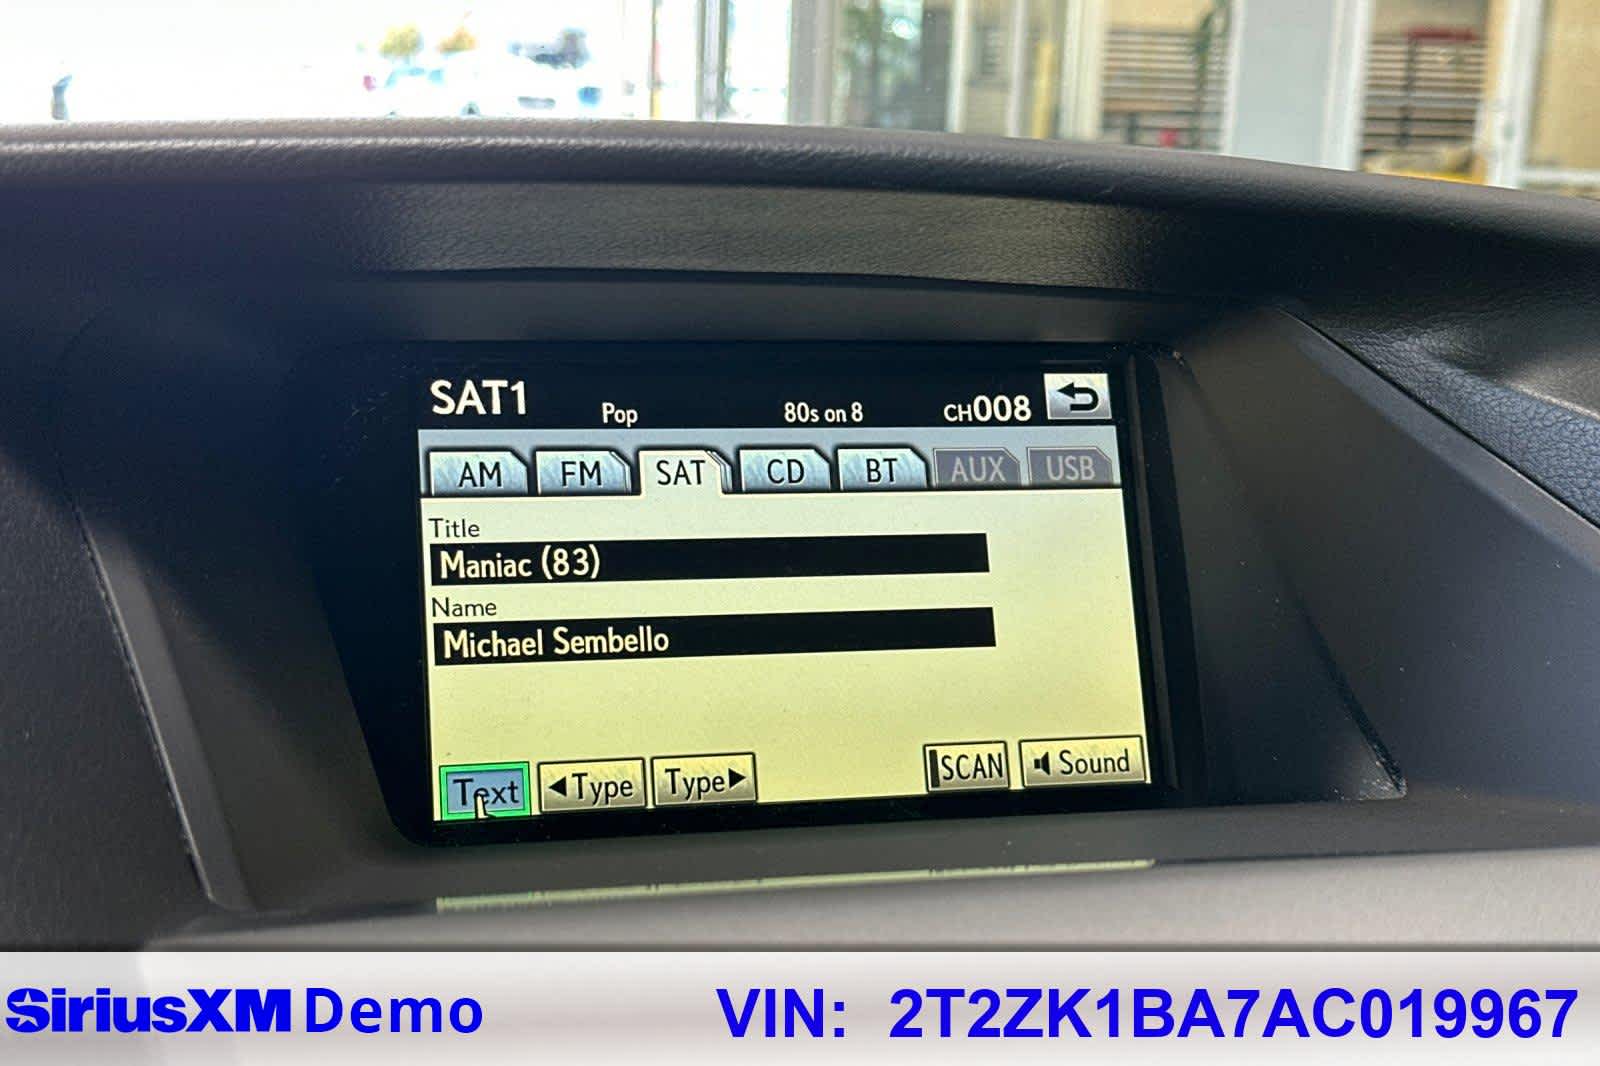 SAT1 Pop 80s on 8 CH008
AM FM SAT CD BT AUX USB
Title
Maniac (83)
Name
Michael Sembello
Text Type Type SCAN Sound
SiriusXM Demo VIN: 2T2ZK1BA7AC019967